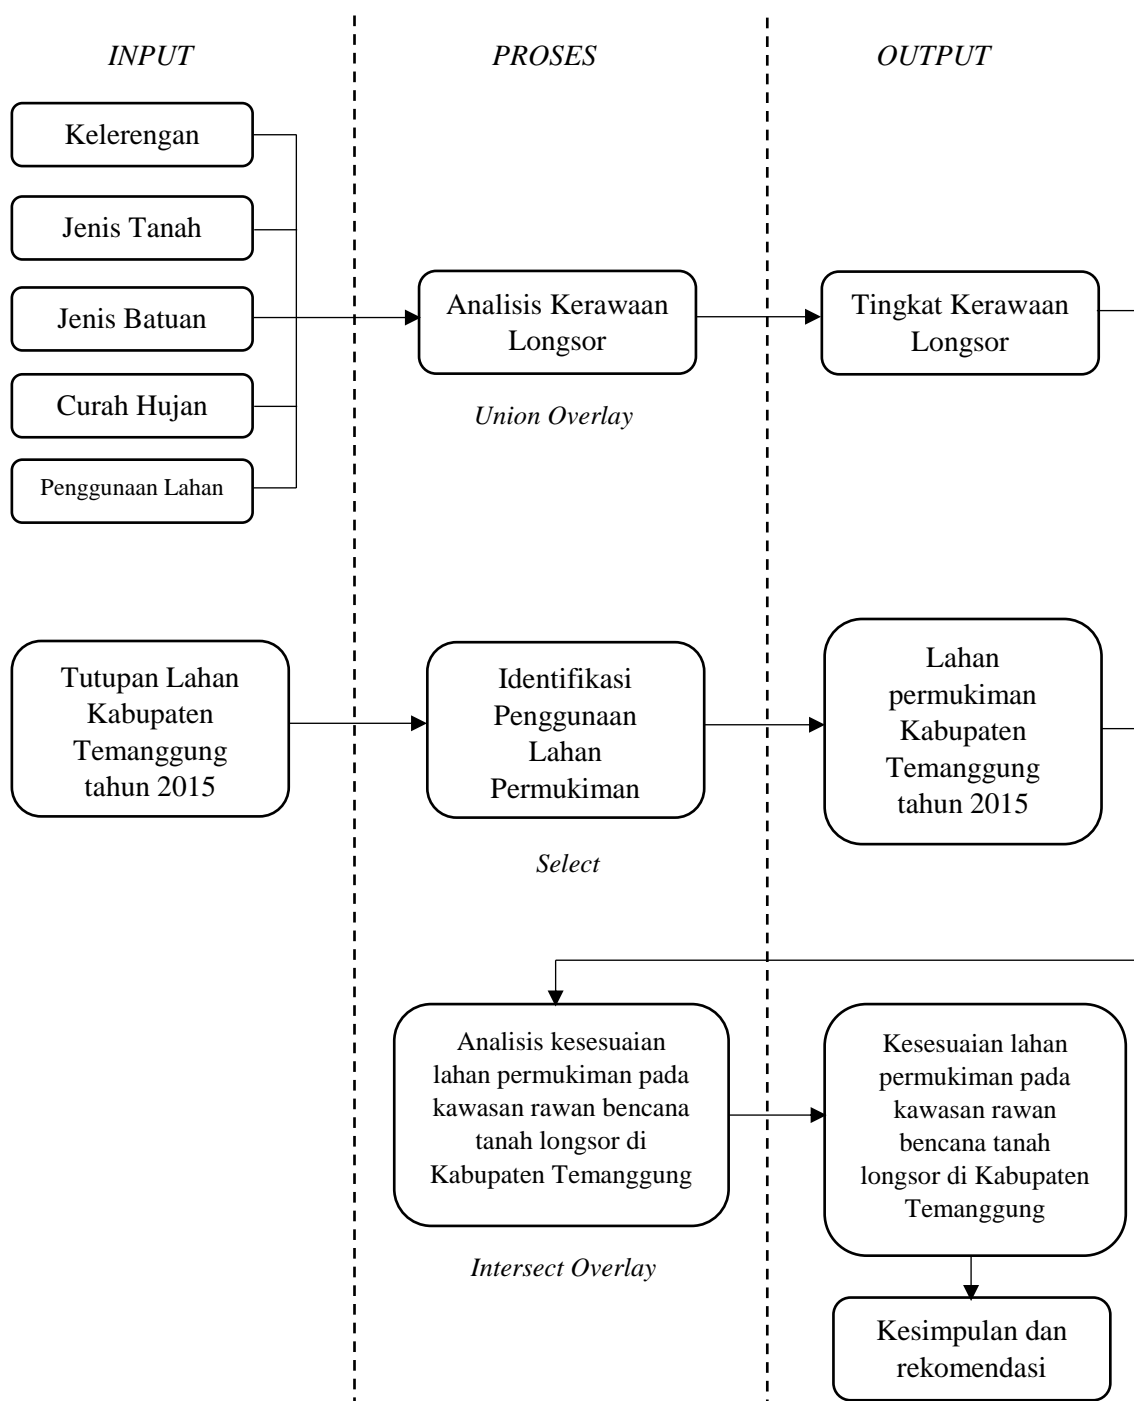 INPUT
PROSES
OUTPUT
Kelerengan
Jenis Tanah
Jenis Batuan
Curah Hujan
Penggunaan Lahan
Analisis Kerawaan
Longsor
Union Overlay
Tingkat Kerawaan
Longsor
Tutupan Lahan
Kabupaten
Temanggung
tahun 2015
Identifikasi
Penggunaan
Lahan
Permukiman
Select
Lahan
permukiman
Kabupaten
Temanggung
tahun 2015
Analisis kesesuaian
lahan permukiman pada
kawasan rawan bencana
tanah longsor di
Kabupaten Temanggung
Intersect Overlay
Kesesuaian lahan
permukiman pada
kawasan rawan
bencana tanah
longsor di Kabupaten
Temanggung
Kesimpulan dan
rekomendasi